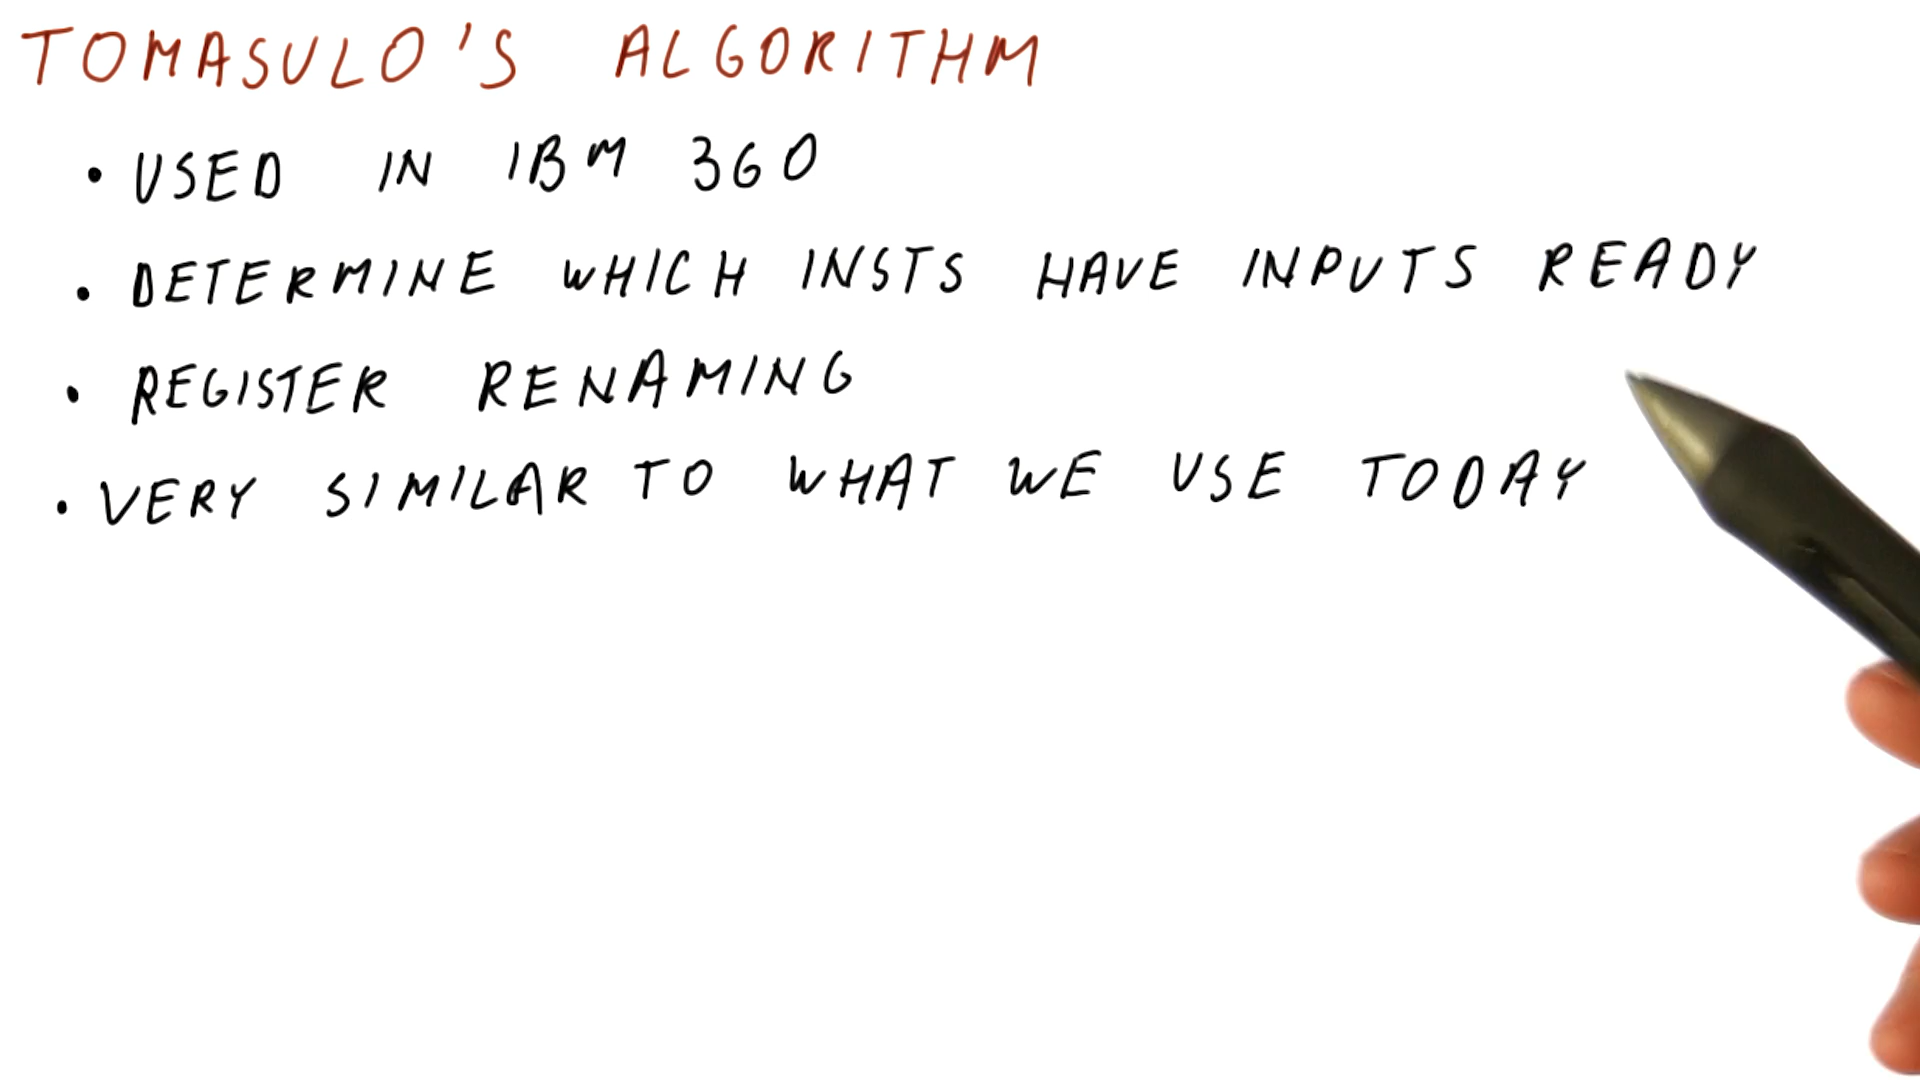 TOMASULO'S ALGORITHM
• USED IN IBM 360
• DETERMINE WHICH INSTS HAVE INPUTS READY
• REGISTER RENAMING
• VERY SIMILAR TO WHAT WE USE TODAY